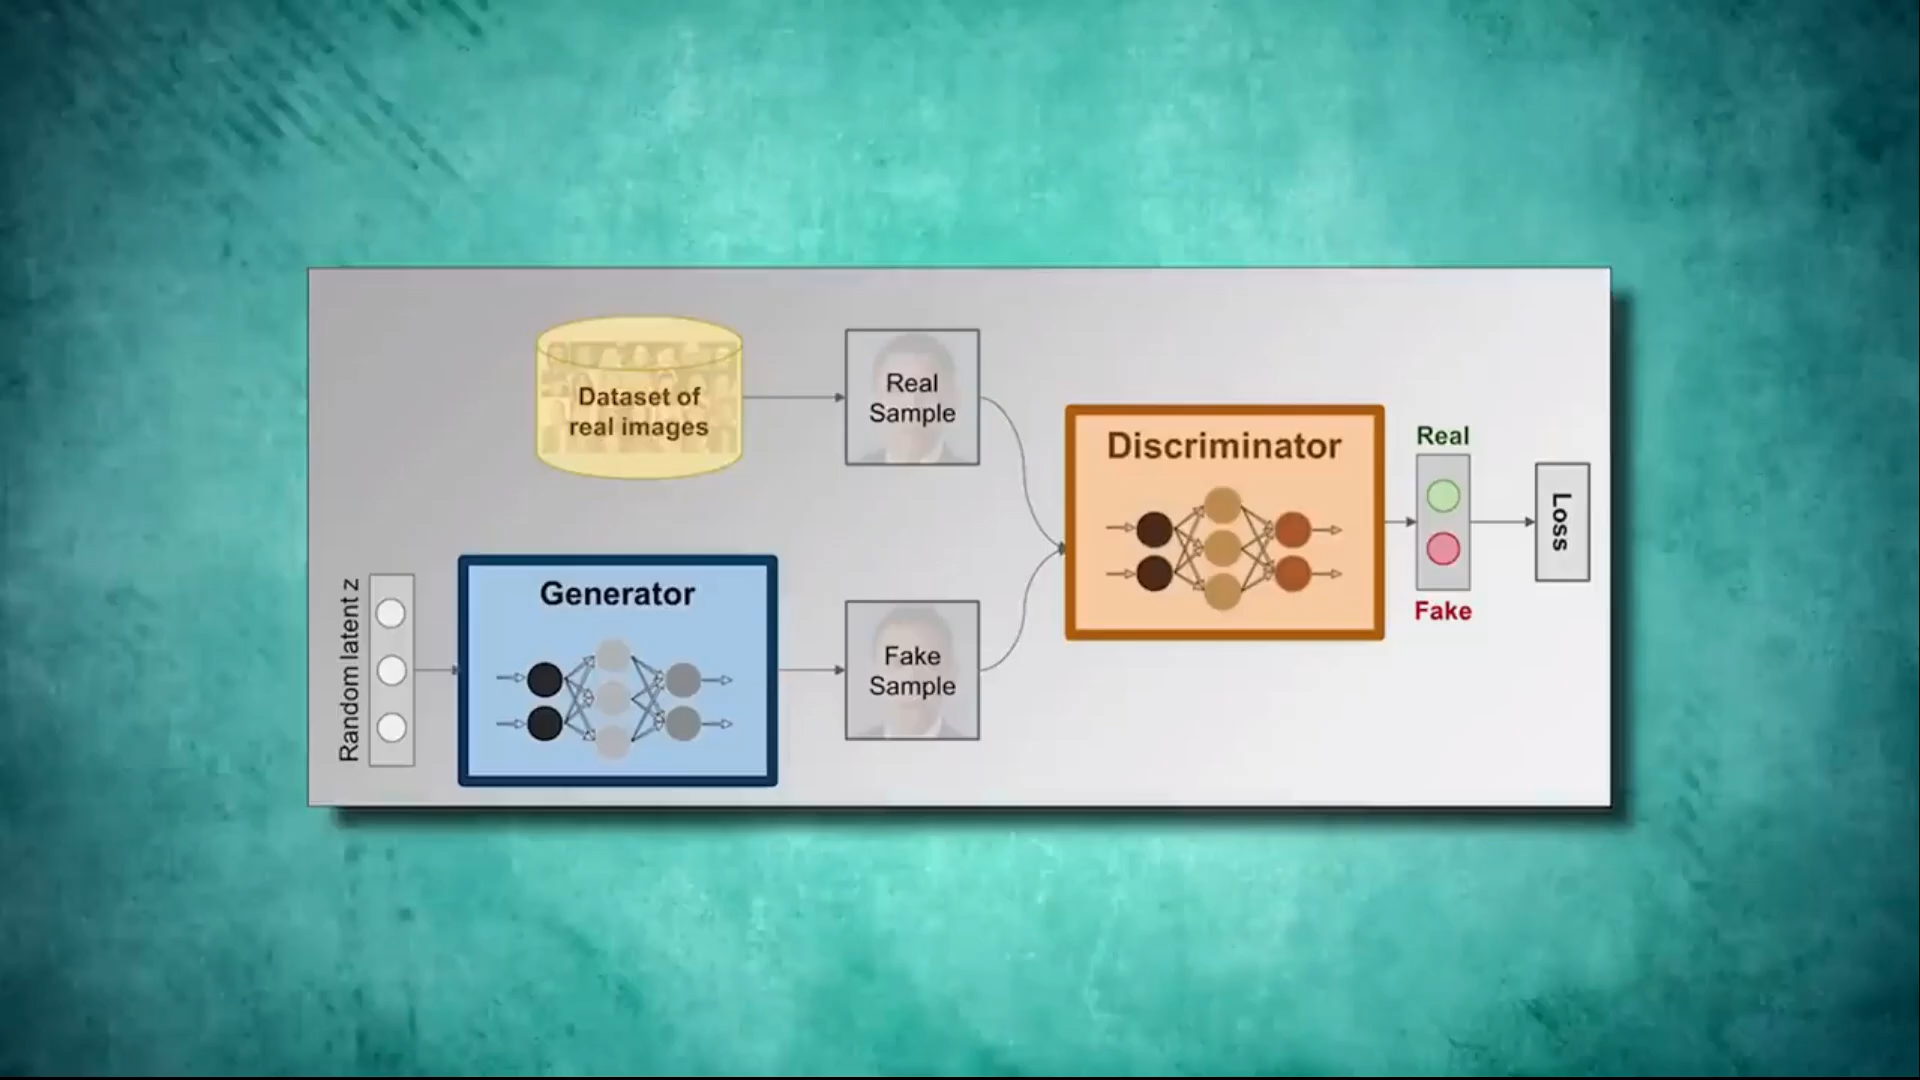 Dataset of
real images
Real
Sample
Discriminator
Real
Fake
Loss
Random latent z
Generator
Fake
Sample